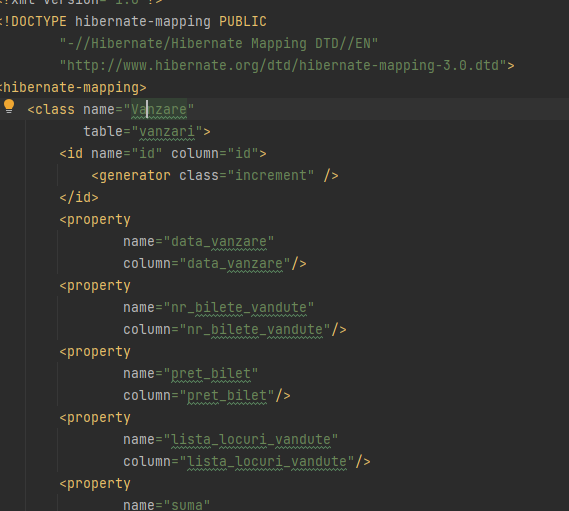 <?xml version="1.0"?>
<!DOCTYPE hibernate-mapping PUBLIC
"-//Hibernate/Hibernate Mapping DTD//EN"
"http://www.hibernate.org/dtd/hibernate-mapping-3.0.dtd">
<hibernate-mapping>
<class name="Vanzare"
table="vanzari">
<id name="id" column="id">
<generator class="increment" />
</id>
<property
name="data_vanzare"
column="data_vanzare"/>
<property
name="nr_bilete_vandute"
column="nr_bilete_vandute"/>
<property
name="pret_bilet"
column="pret_bilet"/>
<property
name="lista_locuri_vandute"
column="lista_locuri_vandute"/>
<property
name="suma"